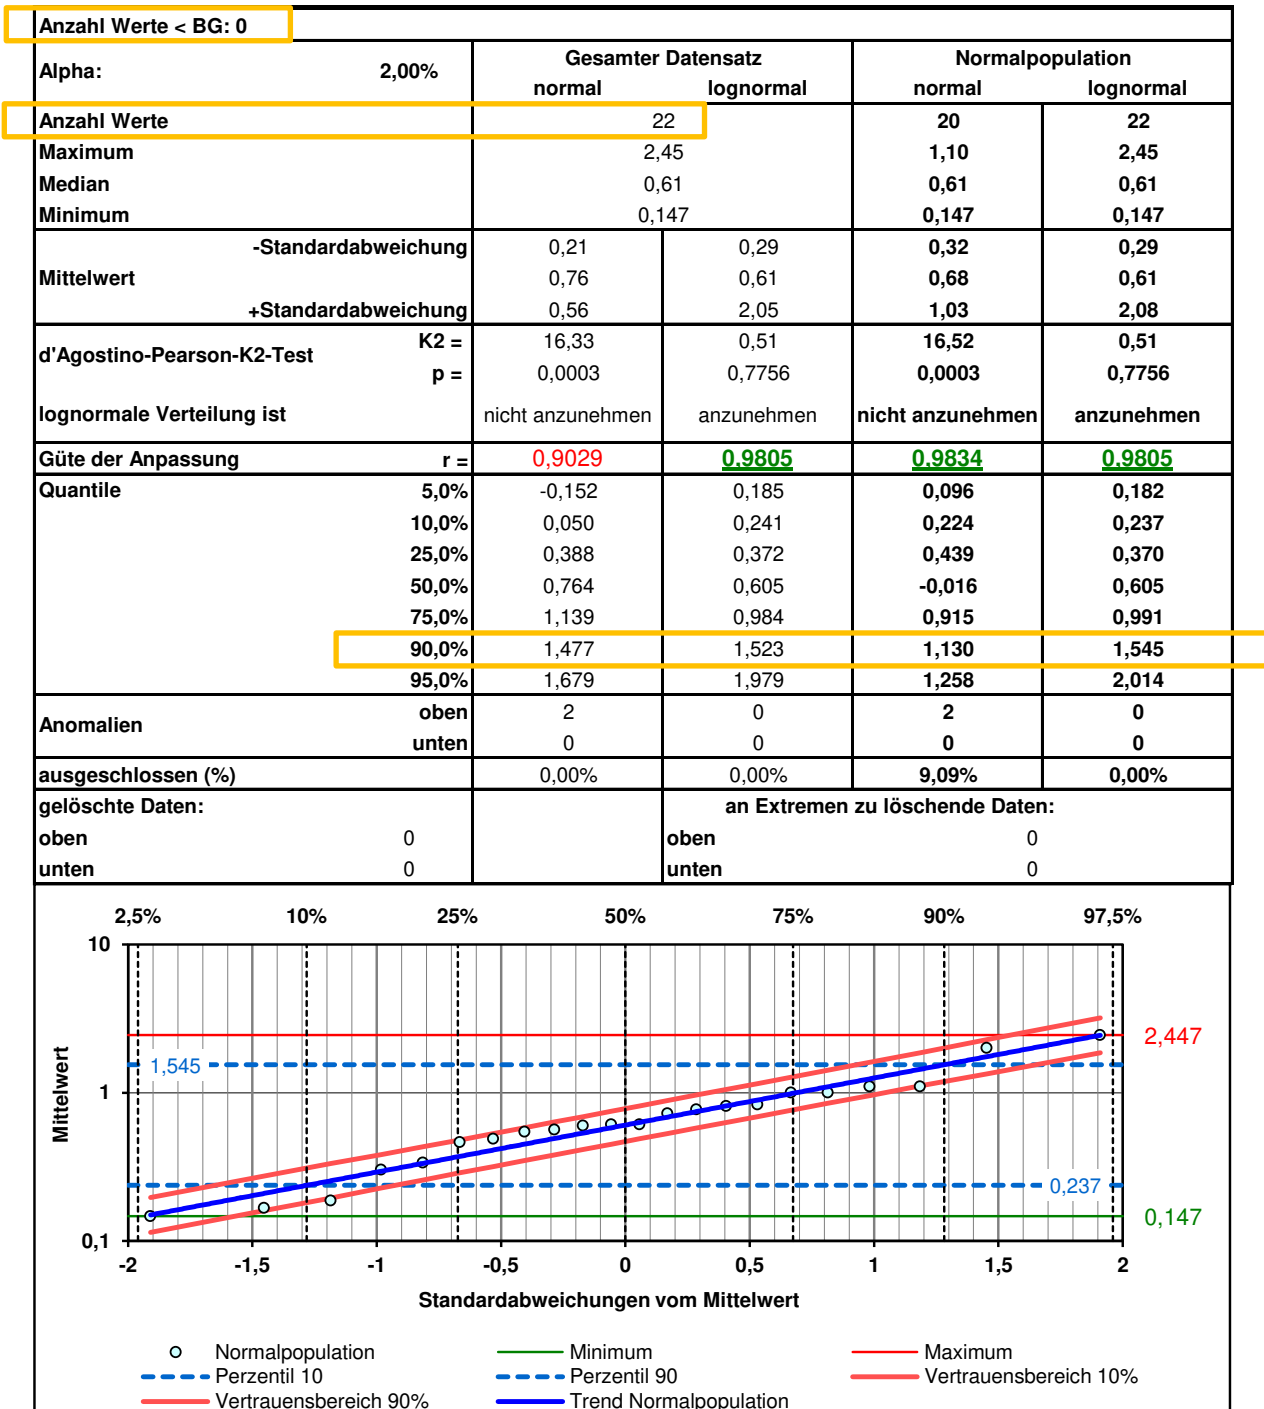 Anzahl Werte < BG: 0
Alpha: 2,00% Gesamter Datensatz Normalpopulation
normal lognormal normal lognormal
Anzahl Werte 22 20 22
Maximum 2,45 1,10 2,45
Median 0,61 0,61 0,61
Minimum 0,147 0,147 0,147
-Standardabweichung 0,21 0,29 0,32 0,29
Mittelwert 0,76 0,61 0,68 0,61
+Standardabweichung 0,56 2,05 1,03 2,08
d'Agostino-Pearson-K2-Test K2 = 16,33 0,51 16,52 0,51
p = 0,0003 0,7756 0,0003 0,7756
lognormale Verteilung ist nicht anzunehmen anzunehmen nicht anzunehmen anzunehmen
Güte der Anpassung r = 0,9029 0,9805 0,9834 0,9805
Quantile 5,0% -0,152 0,185 0,096 0,182
10,0% 0,050 0,241 0,224 0,237
25,0% 0,388 0,372 0,439 0,370
50,0% 0,764 0,605 -0,016 0,605
75,0% 1,139 0,984 0,915 0,991
90,0% 1,477 1,523 1,130 1,545
95,0% 1,679 1,979 1,258 2,014
Anomalien oben 2 0 2 0
unten 0 0 0 0
ausgeschlossen (%) 0,00% 0,00% 9,09% 0,00%
gelöschte Daten: an Extremen zu löschende Daten:
oben 0 oben 0
unten 0 unten 0
2,5% 10% 25% 50% 75% 90% 97,5%
10
2,447
1,545
1
Mittelwert
0,237
0,147
0,1
-2 -1,5 -1 -0,5 0 0,5 1 1,5 2
Standardabweichungen vom Mittelwert
Normalpopulation Minimum Maximum
Perzentil 10 Perzentil 90 Vertrauensbereich 10%
Vertrauensbereich 90% Trend Normalpopulation